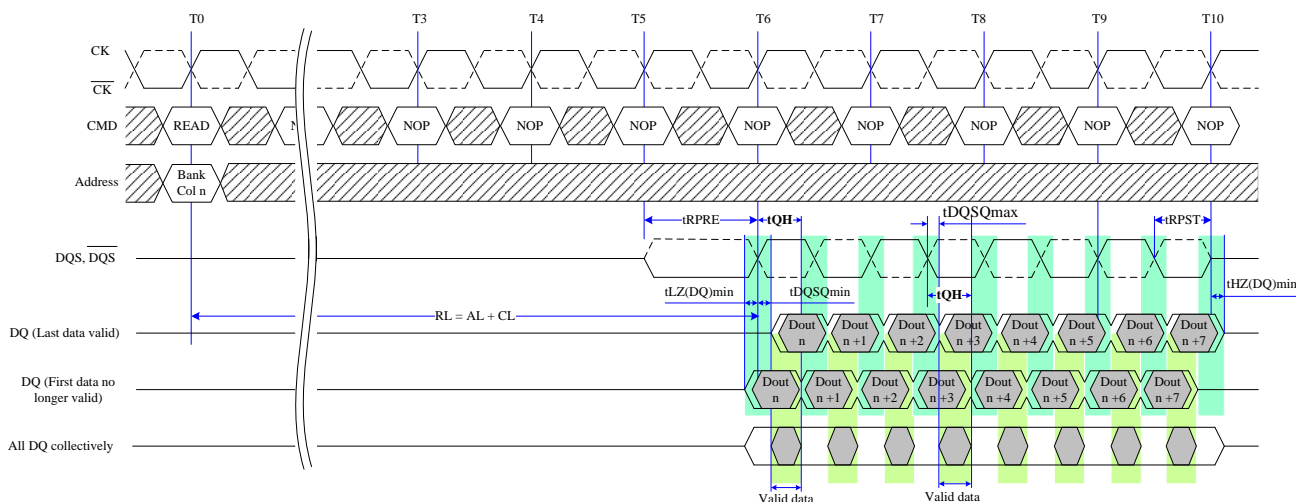 T0 T3 T4 T5 T6 T7 T8 T9 T10
CK
CK
CMD READ N NOP NOP NOP NOP NOP NOP NOP NOP
Address Bank
Col n
tRPRE tQH tDQSQmax tRPST
DQS, DQS
tLZ(DQ)min tDQSQmin tQH tHZ(DQ)min
RL = AL + CL
DQ (Last data valid) Dout
n Dout
n +1 Dout
n +2 Dout
n +3 Dout
n +4 Dout
n +5 Dout
n +6 Dout
n +7
DQ (First data no
longer valid) Dout
n Dout
n +1 Dout
n +2 Dout
n +3 Dout
n +4 Dout
n +5 Dout
n +6 Dout
n +7
All DQ collectively
Valid data Valid data